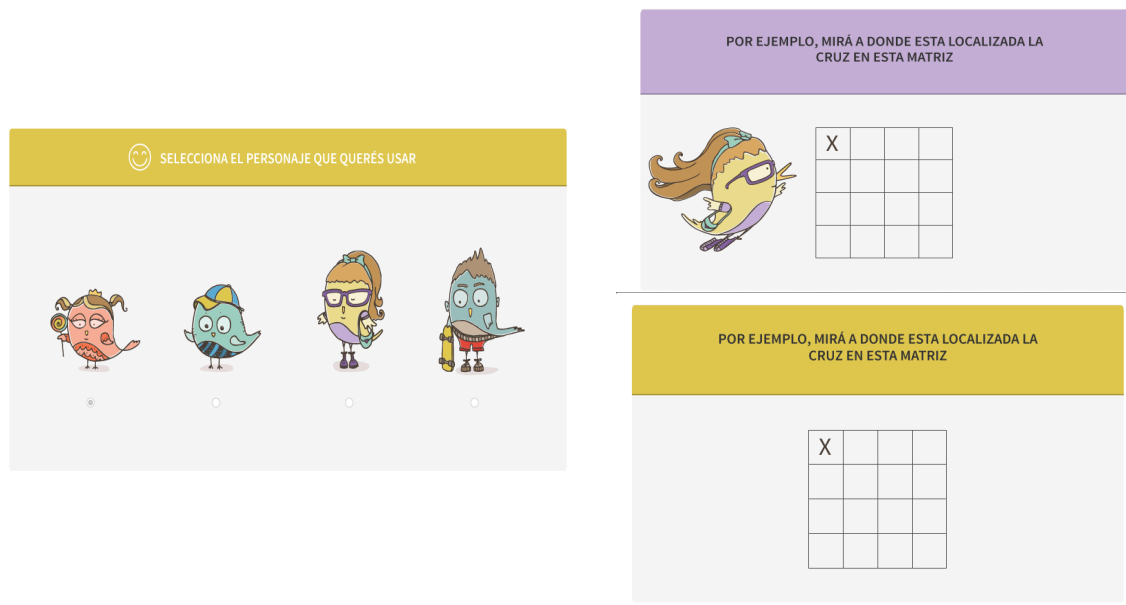 SELECCIONA EL PERSONAJE QUE QUERÉS USAR
POR EJEMPLO, MIRÁ A DONDE ESTA LOCALIZADA LA
CRUZ EN ESTA MATRIZ
X
POR EJEMPLO, MIRÁ A DONDE ESTA LOCALIZADA LA
CRUZ EN ESTA MATRIZ
X